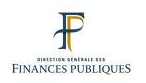 DIRECTION GÉNÉRALE DES
FINANCES PUBLIQUES